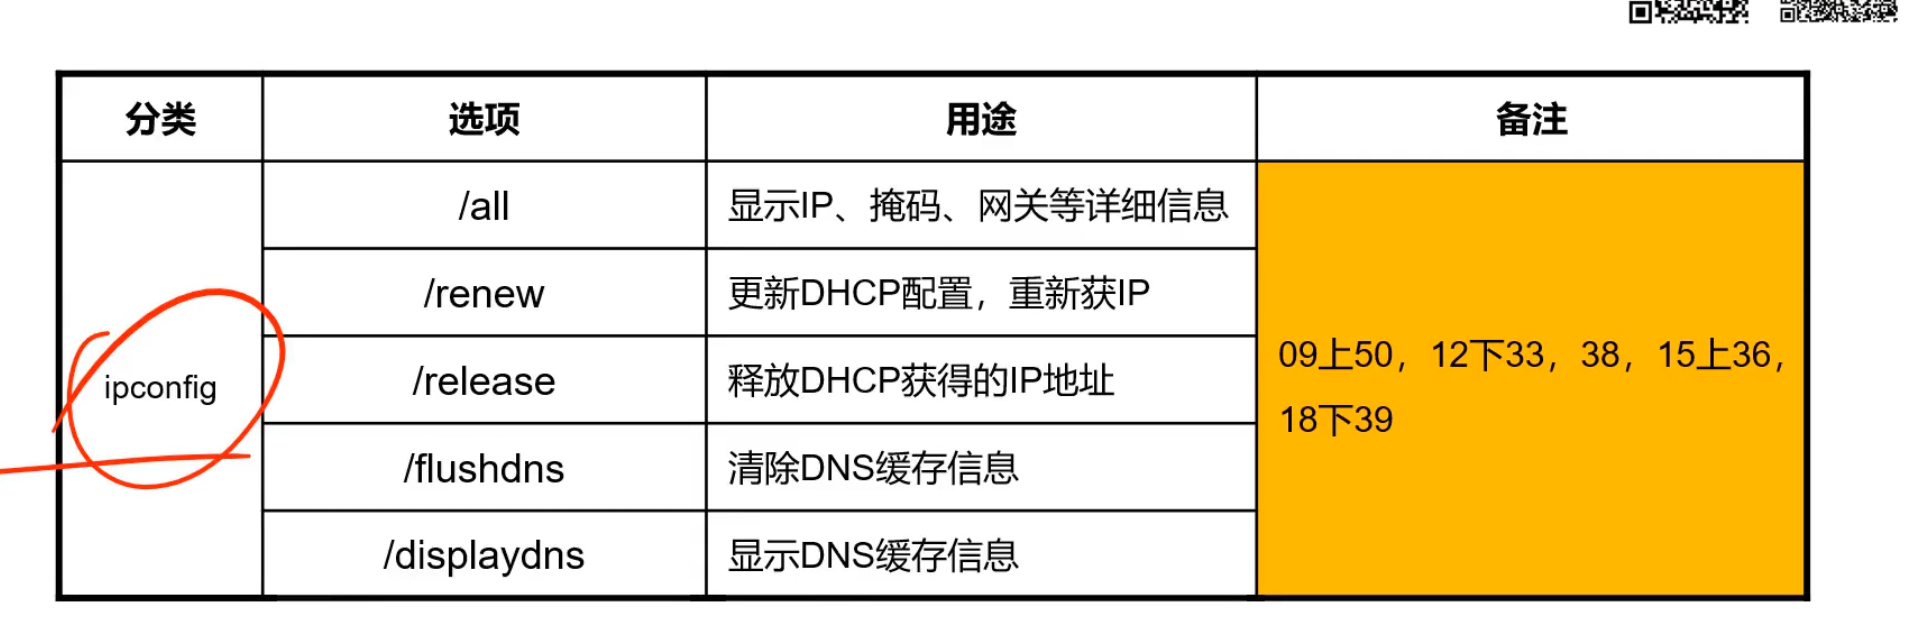 分类 选项 用途 备注
/all 显示IP、掩码、网关等详细信息
/renew 更新DHCP配置，重新获IP
ipconfig /release 释放DHCP获得的IP地址
/flushdns 清除DNS缓存信息
/displaydns 显示DNS缓存信息
09上50，12下33，38，15上36，
18下39